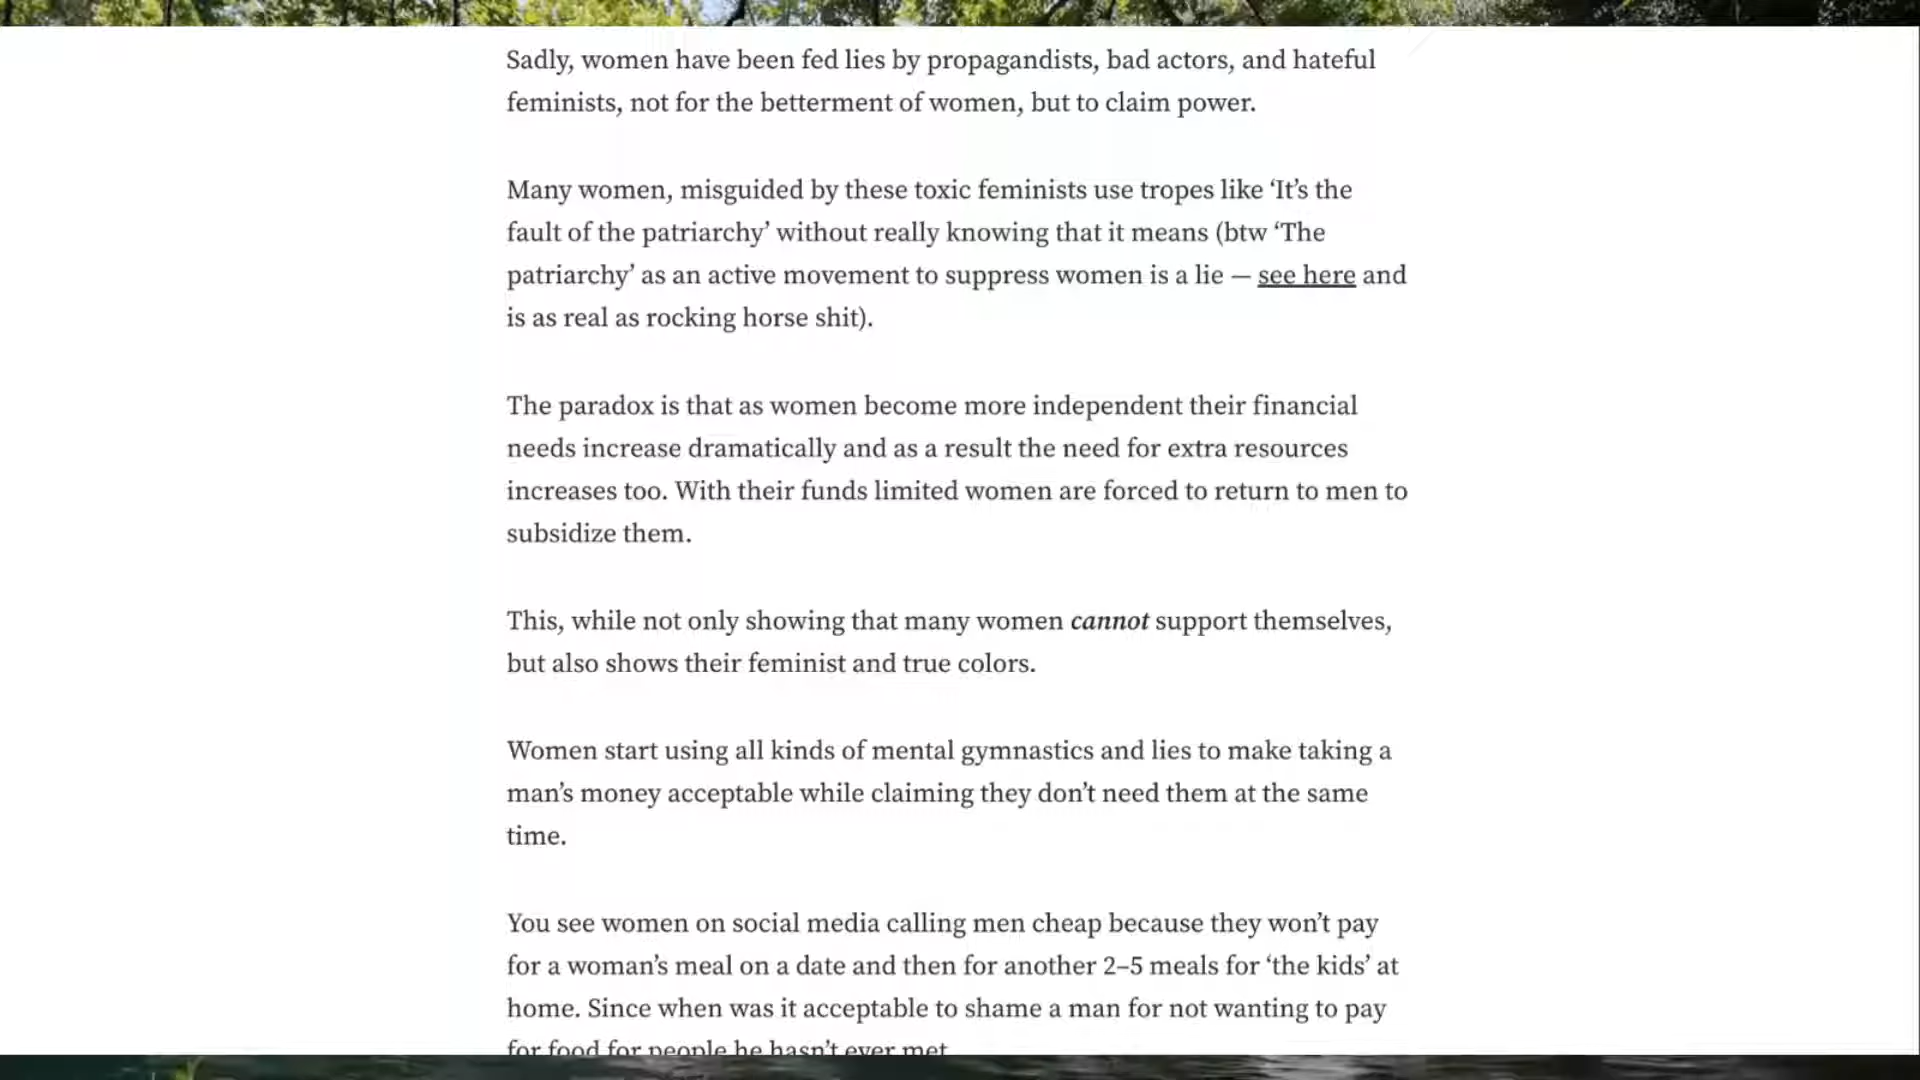 Sadly, women have been fed lies by propagandists, bad actors, and hateful
feminists, not for the betterment of women, but to claim power.
Many women, misguided by these toxic feminists use tropes like ‘It’s the
fault of the patriarchy’ without really knowing that it means (btw ‘The
patriarchy’ as an active movement to suppress women is a lie — see here and
is as real as rocking horse shit).
The paradox is that as women become more independent their financial
needs increase dramatically and as a result the need for extra resources
increases too. With their funds limited women are forced to return to men to
subsidize them.
This, while not only showing that many women cannot support themselves,
but also shows their feminist and true colors.
Women start using all kinds of mental gymnastics and lies to make taking a
man’s money acceptable while claiming they don’t need them at the same
time.
You see women on social media calling men cheap because they won’t pay
for a woman’s meal on a date and then for another 2–5 meals for ‘the kids’ at
home. Since when was it acceptable to shame a man for not wanting to pay
for food for people he hasn’t ever met